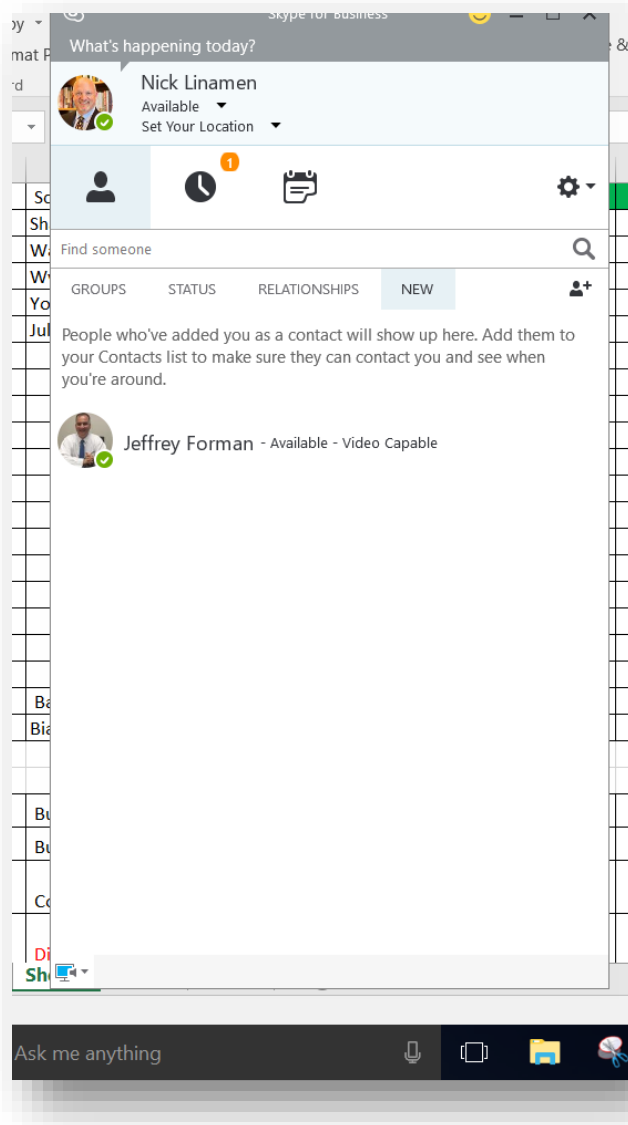 Skype for Business
What's happening today?
Nick Linamen
Available
Set Your Location
1
Find someone
GROUPS STATUS RELATIONSHIPS NEW
People who've added you as a contact will show up here. Add them to
your Contacts list to make sure they can contact you and see when
you're around.
Jeffrey Forman - Available - Video Capable
Ask me anything